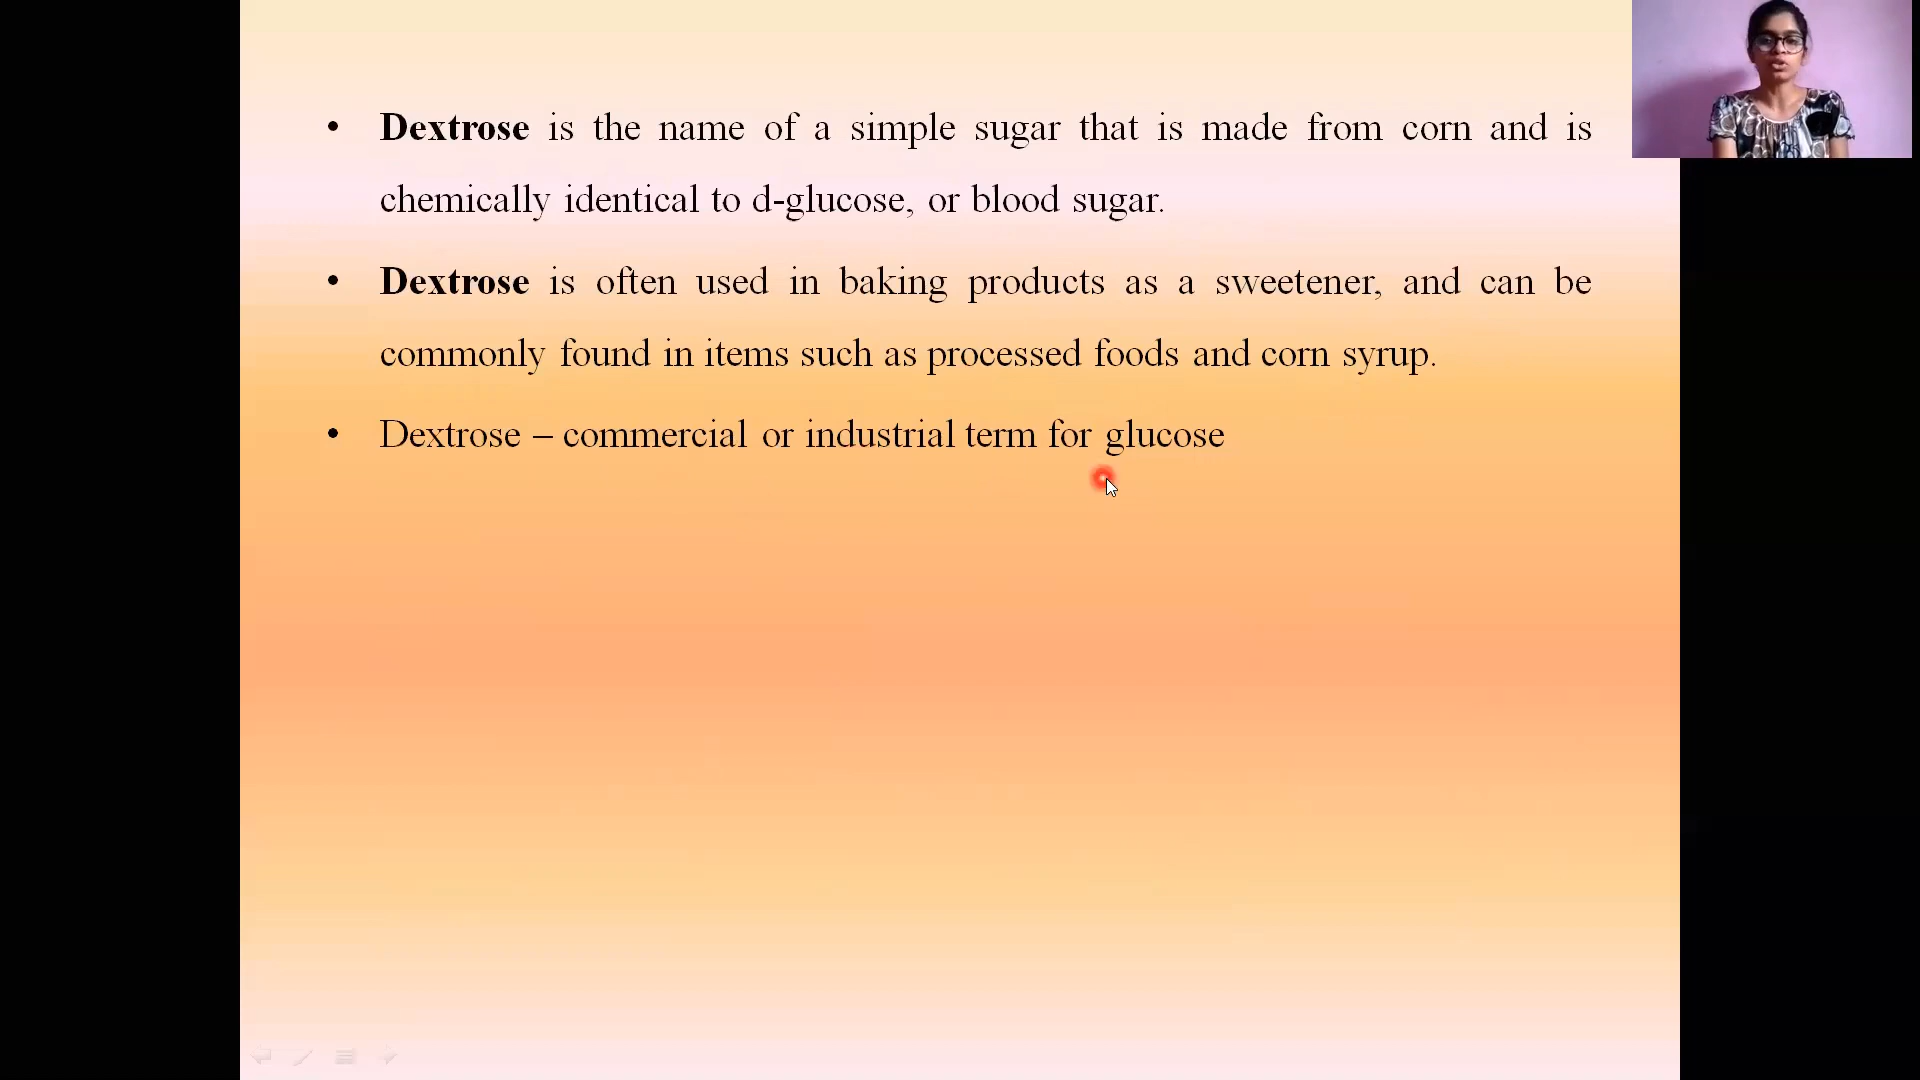 • Dextrose is the name of a simple sugar that is made from corn and is
chemically identical to d-glucose, or blood sugar.
• Dextrose is often used in baking products as a sweetener, and can be
commonly found in items such as processed foods and corn syrup.
• Dextrose – commercial or industrial term for glucose